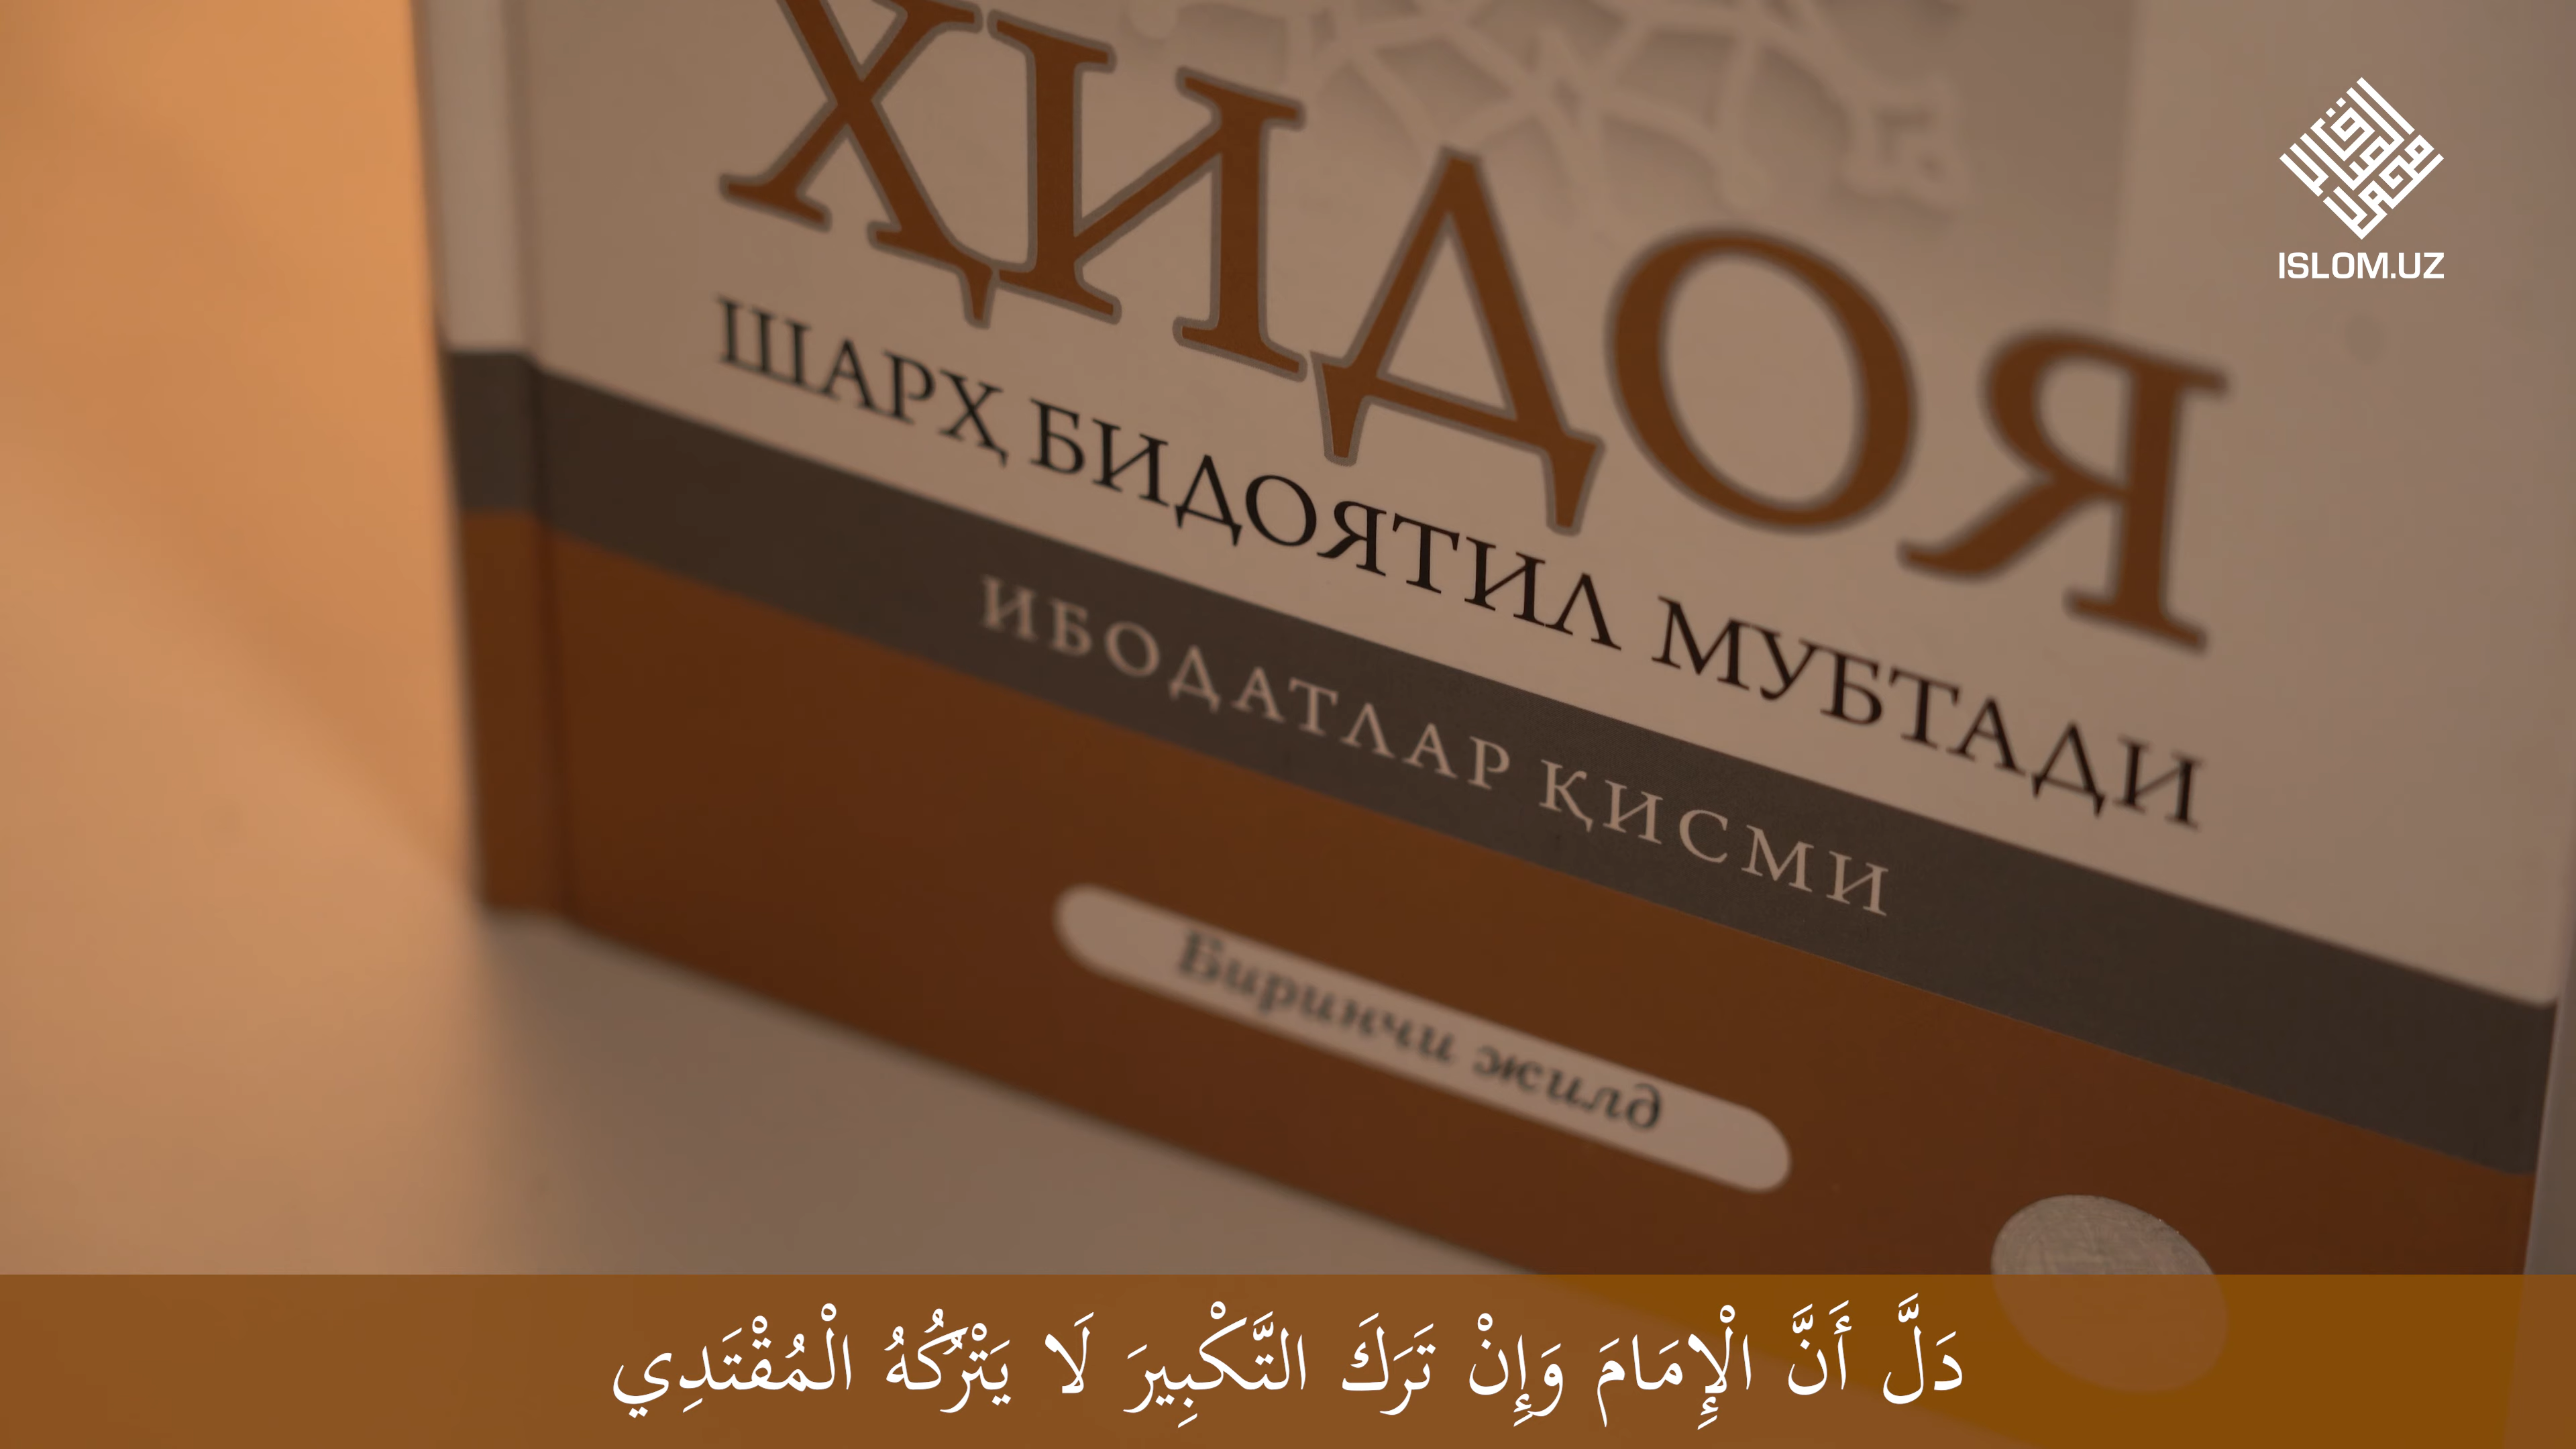 ҲИДОЯ
ШАРҲ БИДОЯТИЛ МУБТАДИ
ИБОДАТЛАР ҚИСМИ
Биринчи жилд
ISLOM.UZ
دَلَّ أَنَّ الْإِمَامَ وَإِنْ تَرَكَ التَّكْبِيرَ لَا يَتْرُكُهُ الْمُقْتَدِي